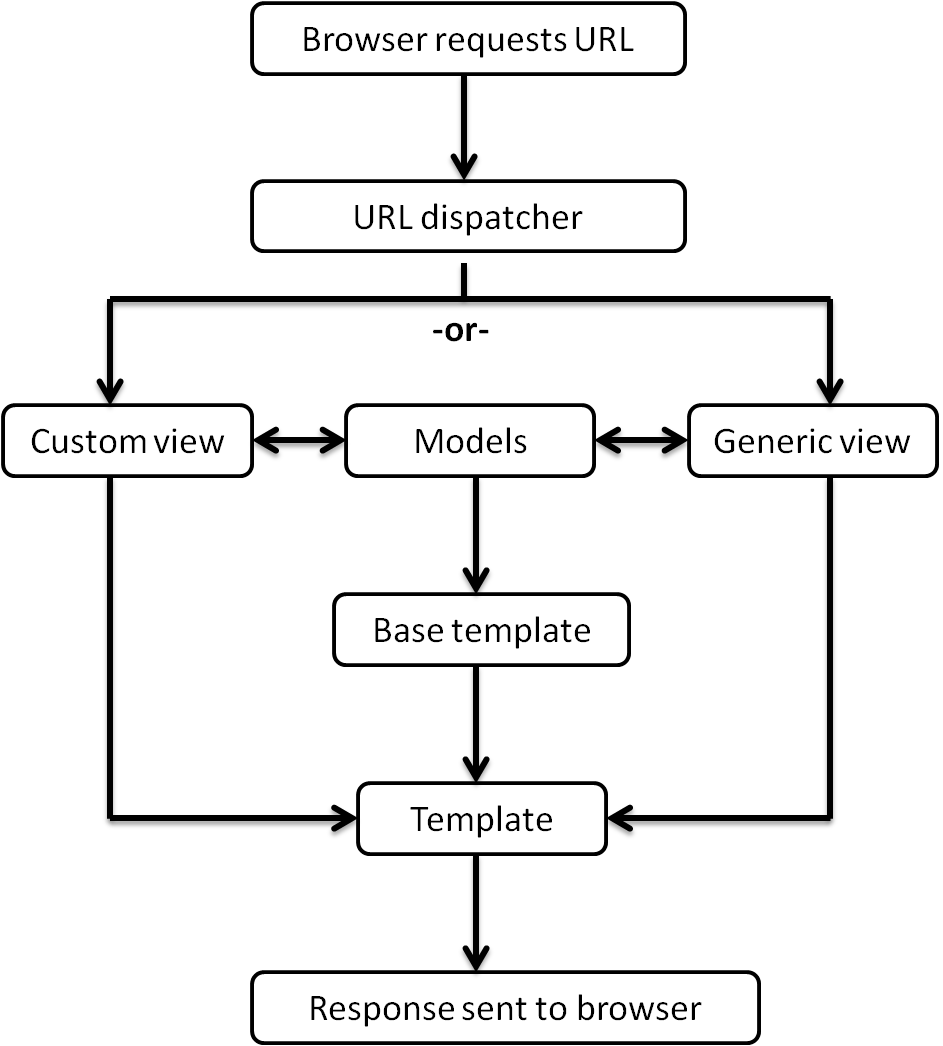 Browser requests URL
URL dispatcher
-or-
Custom view
Models
Generic view
Base template
Template
Response sent to browser